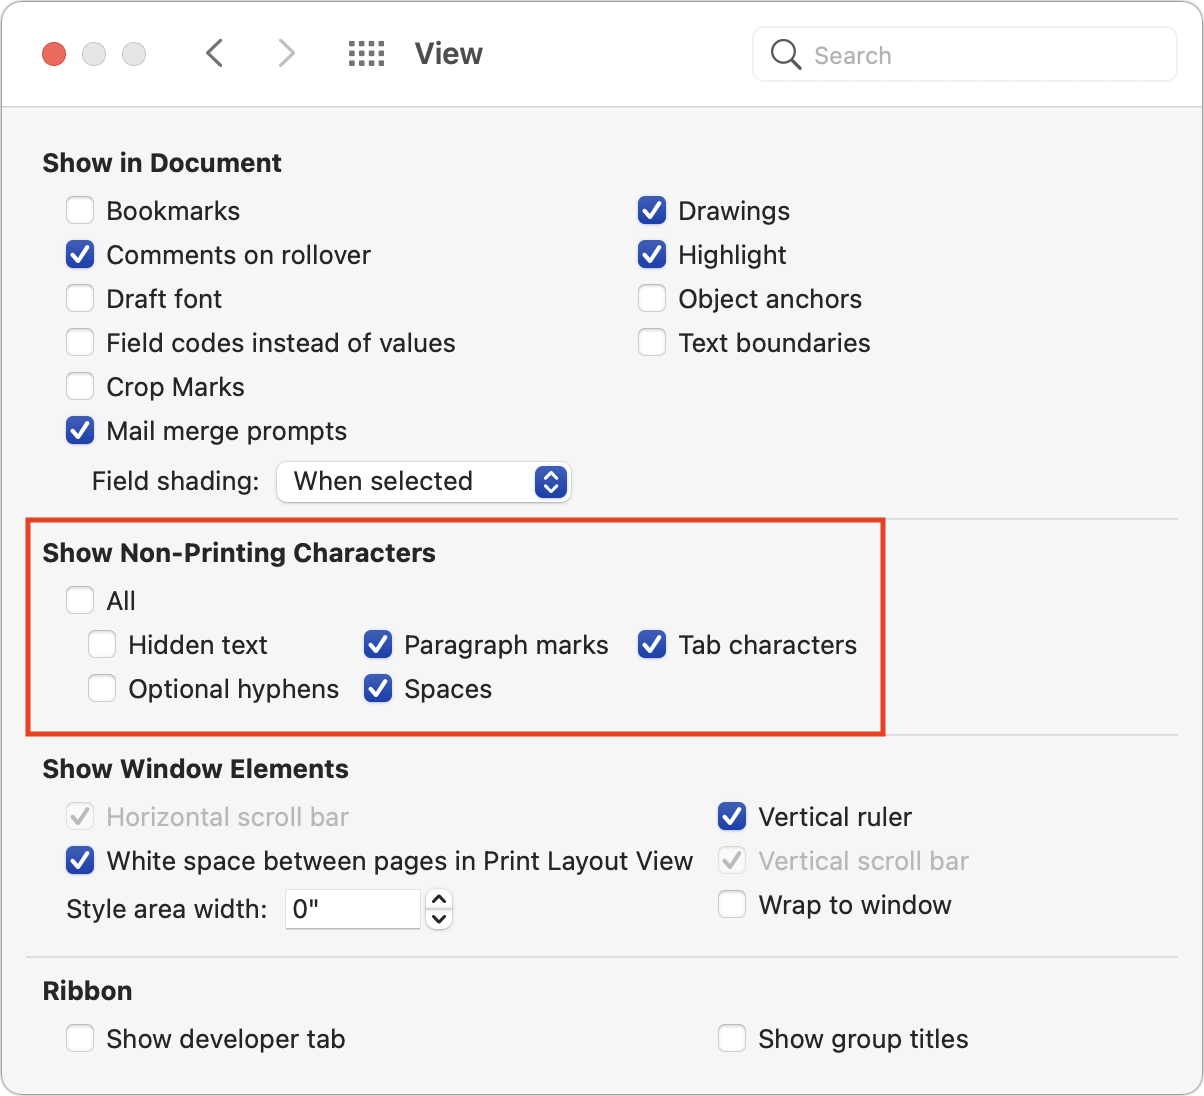 View
Search
Show in Document
Bookmarks
Drawings
Comments on rollover
Highlight
Draft font
Object anchors
Field codes instead of values
Text boundaries
Crop Marks
Mail merge prompts
Field shading: When selected
Show Non-Printing Characters
All
Hidden text
Paragraph marks
Tab characters
Optional hyphens
Spaces
Show Window Elements
Horizontal scroll bar
Vertical ruler
White space between pages in Print Layout View
Vertical scroll bar
Style area width: 0"
Wrap to window
Ribbon
Show developer tab
Show group titles